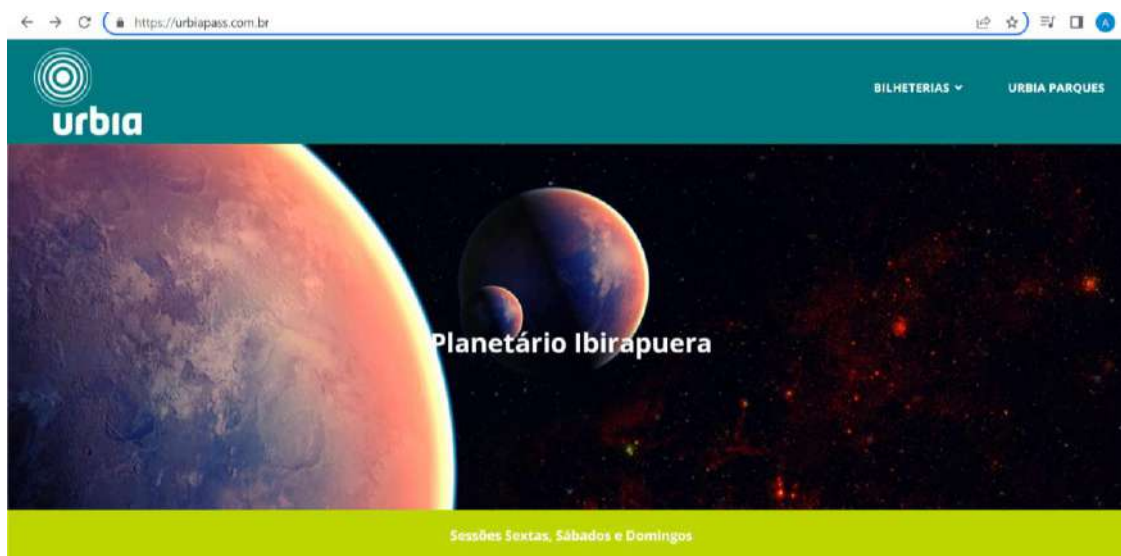 https://urbiapass.com.br
A
urbia
BILHETERIAS
URBIA PARQUES
Planetário Ibirapuera
Sessões Sextas, Sábados e Domingos